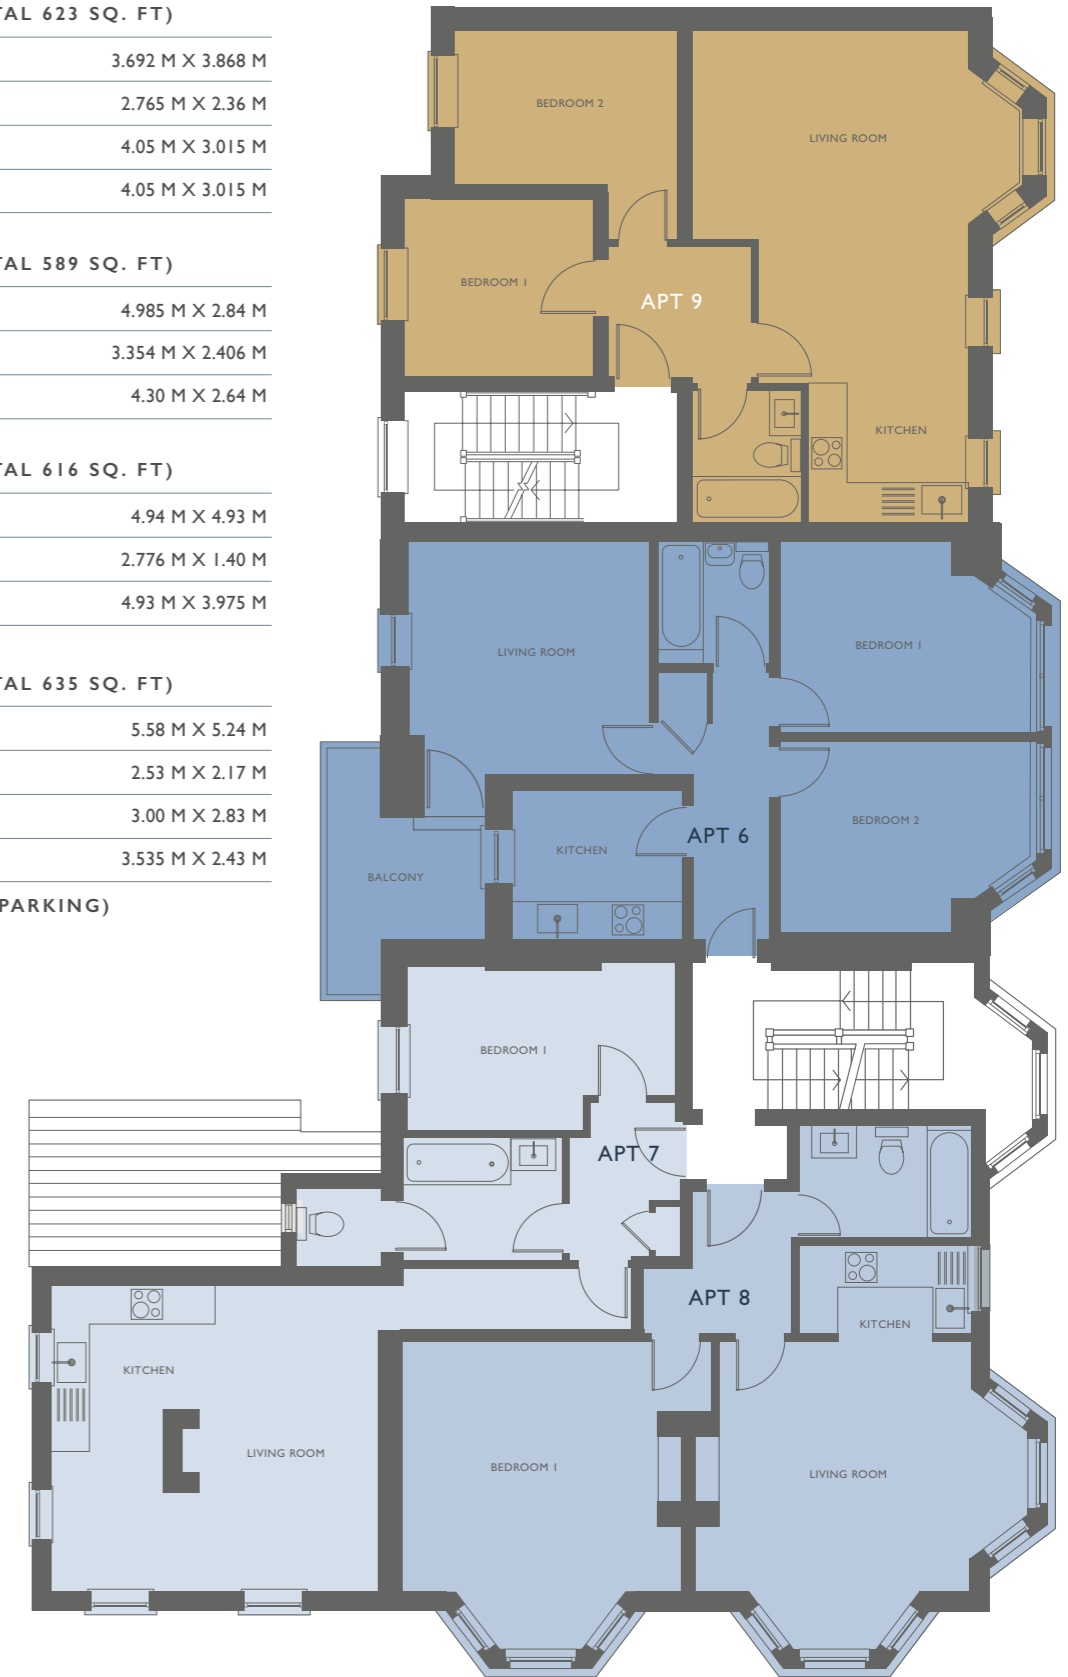 TAL 623 SQ. FT)
3.692 M X 3.868 M
2.765 M X 2.36 M
4.05 M X 3.015 M
4.05 M X 3.015 M
TAL 589 SQ. FT)
4.985 M X 2.84 M
3.354 M X 2.406 M
4.30 M X 2.64 M
TAL 616 SQ. FT)
4.94 M X 4.93 M
2.776 M X 1.40 M
4.93 M X 3.975 M
TAL 635 SQ. FT)
5.58 M X 5.24 M
2.53 M X 2.17 M
3.00 M X 2.83 M
3.535 M X 2.43 M
PARKING)
BEDROOM 2
LIVING ROOM
BEDROOM 1
APT 9
KITCHEN
LIVING ROOM
BEDROOM 1
BEDROOM 2
APT 6
KITCHEN
BALCONY
BEDROOM 1
APT 7
APT 8
KITCHEN
KITCHEN
LIVING ROOM
BEDROOM 1
LIVING ROOM